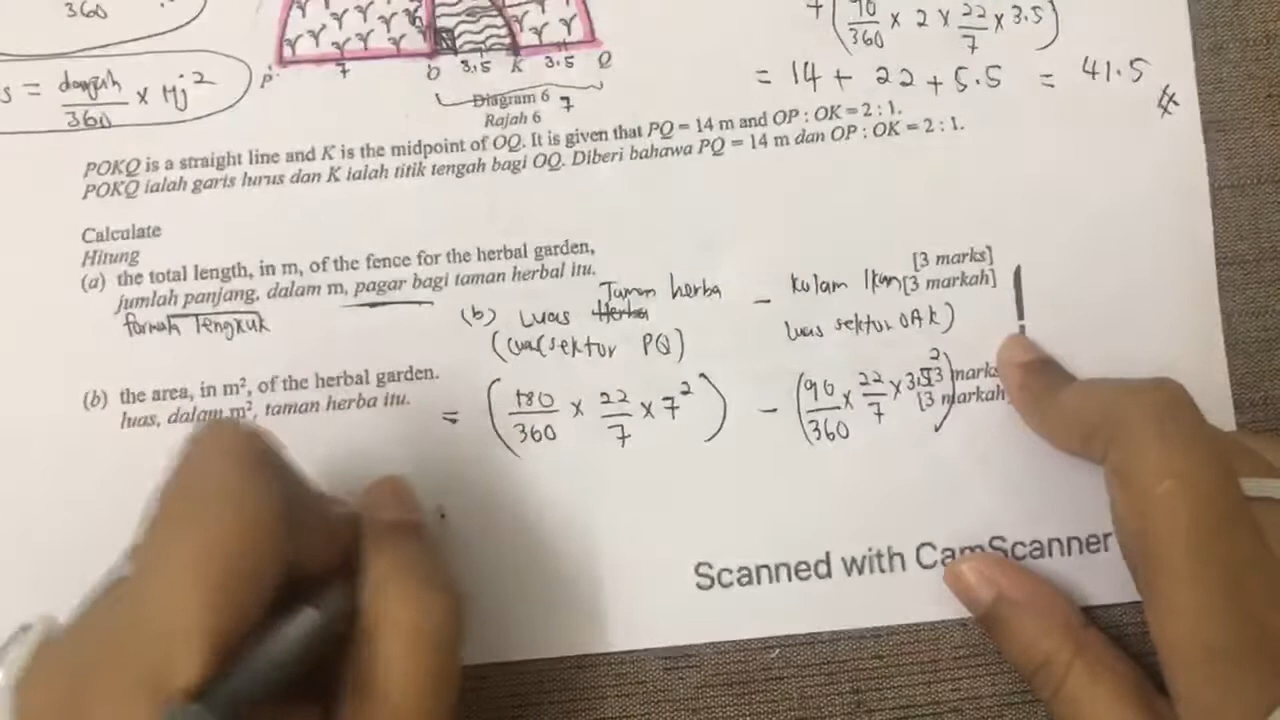 360
s = darjah/360 × πj²
+ (90/360 × 2 × 22/7 × 3.5)
= 14 + 22 + 5.5 = 41.5
P 7 O 3.5 K 3.5 Q
7
Diagram 6
Rajah 6
POKQ is a straight line and K is the midpoint of OQ. It is given that PQ = 14 m and OP : OK = 2 : 1.
POKQ ialah garis lurus dan K ialah titik tengah bagi OQ. Diberi bahawa PQ = 14 m dan OP : OK = 2 : 1.
Calculate
Hitung
(a) the total length, in m, of the fence for the herbal garden,
[3 marks]
jumlah panjang, dalam m, pagar bagi taman herbal itu.
[3 markah]
formula lengkuk
(b) Luas Taman herba – kolam Ikan
(luas sektor PQ) luas sektor OAK)
(b) the area, in m², of the herbal garden.
marks
luas, dalam m², taman herba itu.
[3 markah
= (180/360 × 22/7 × 7²) – (90/360 × 22/7 × 3.5²)
Scanned with CamScanner